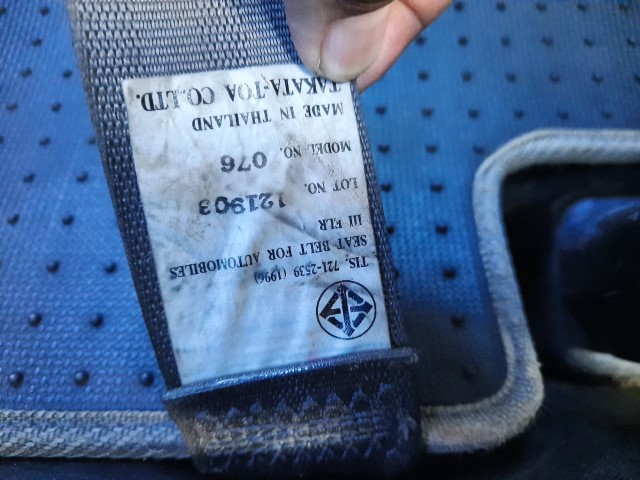 TIS. 721-2539 (1996)
SEAT BELT FOR AUTOMOBILES
III ELR
LOT NO. 121903
MODEL NO. 076
MADE IN THAILAND
TAKATA-TOA CO.LTD.